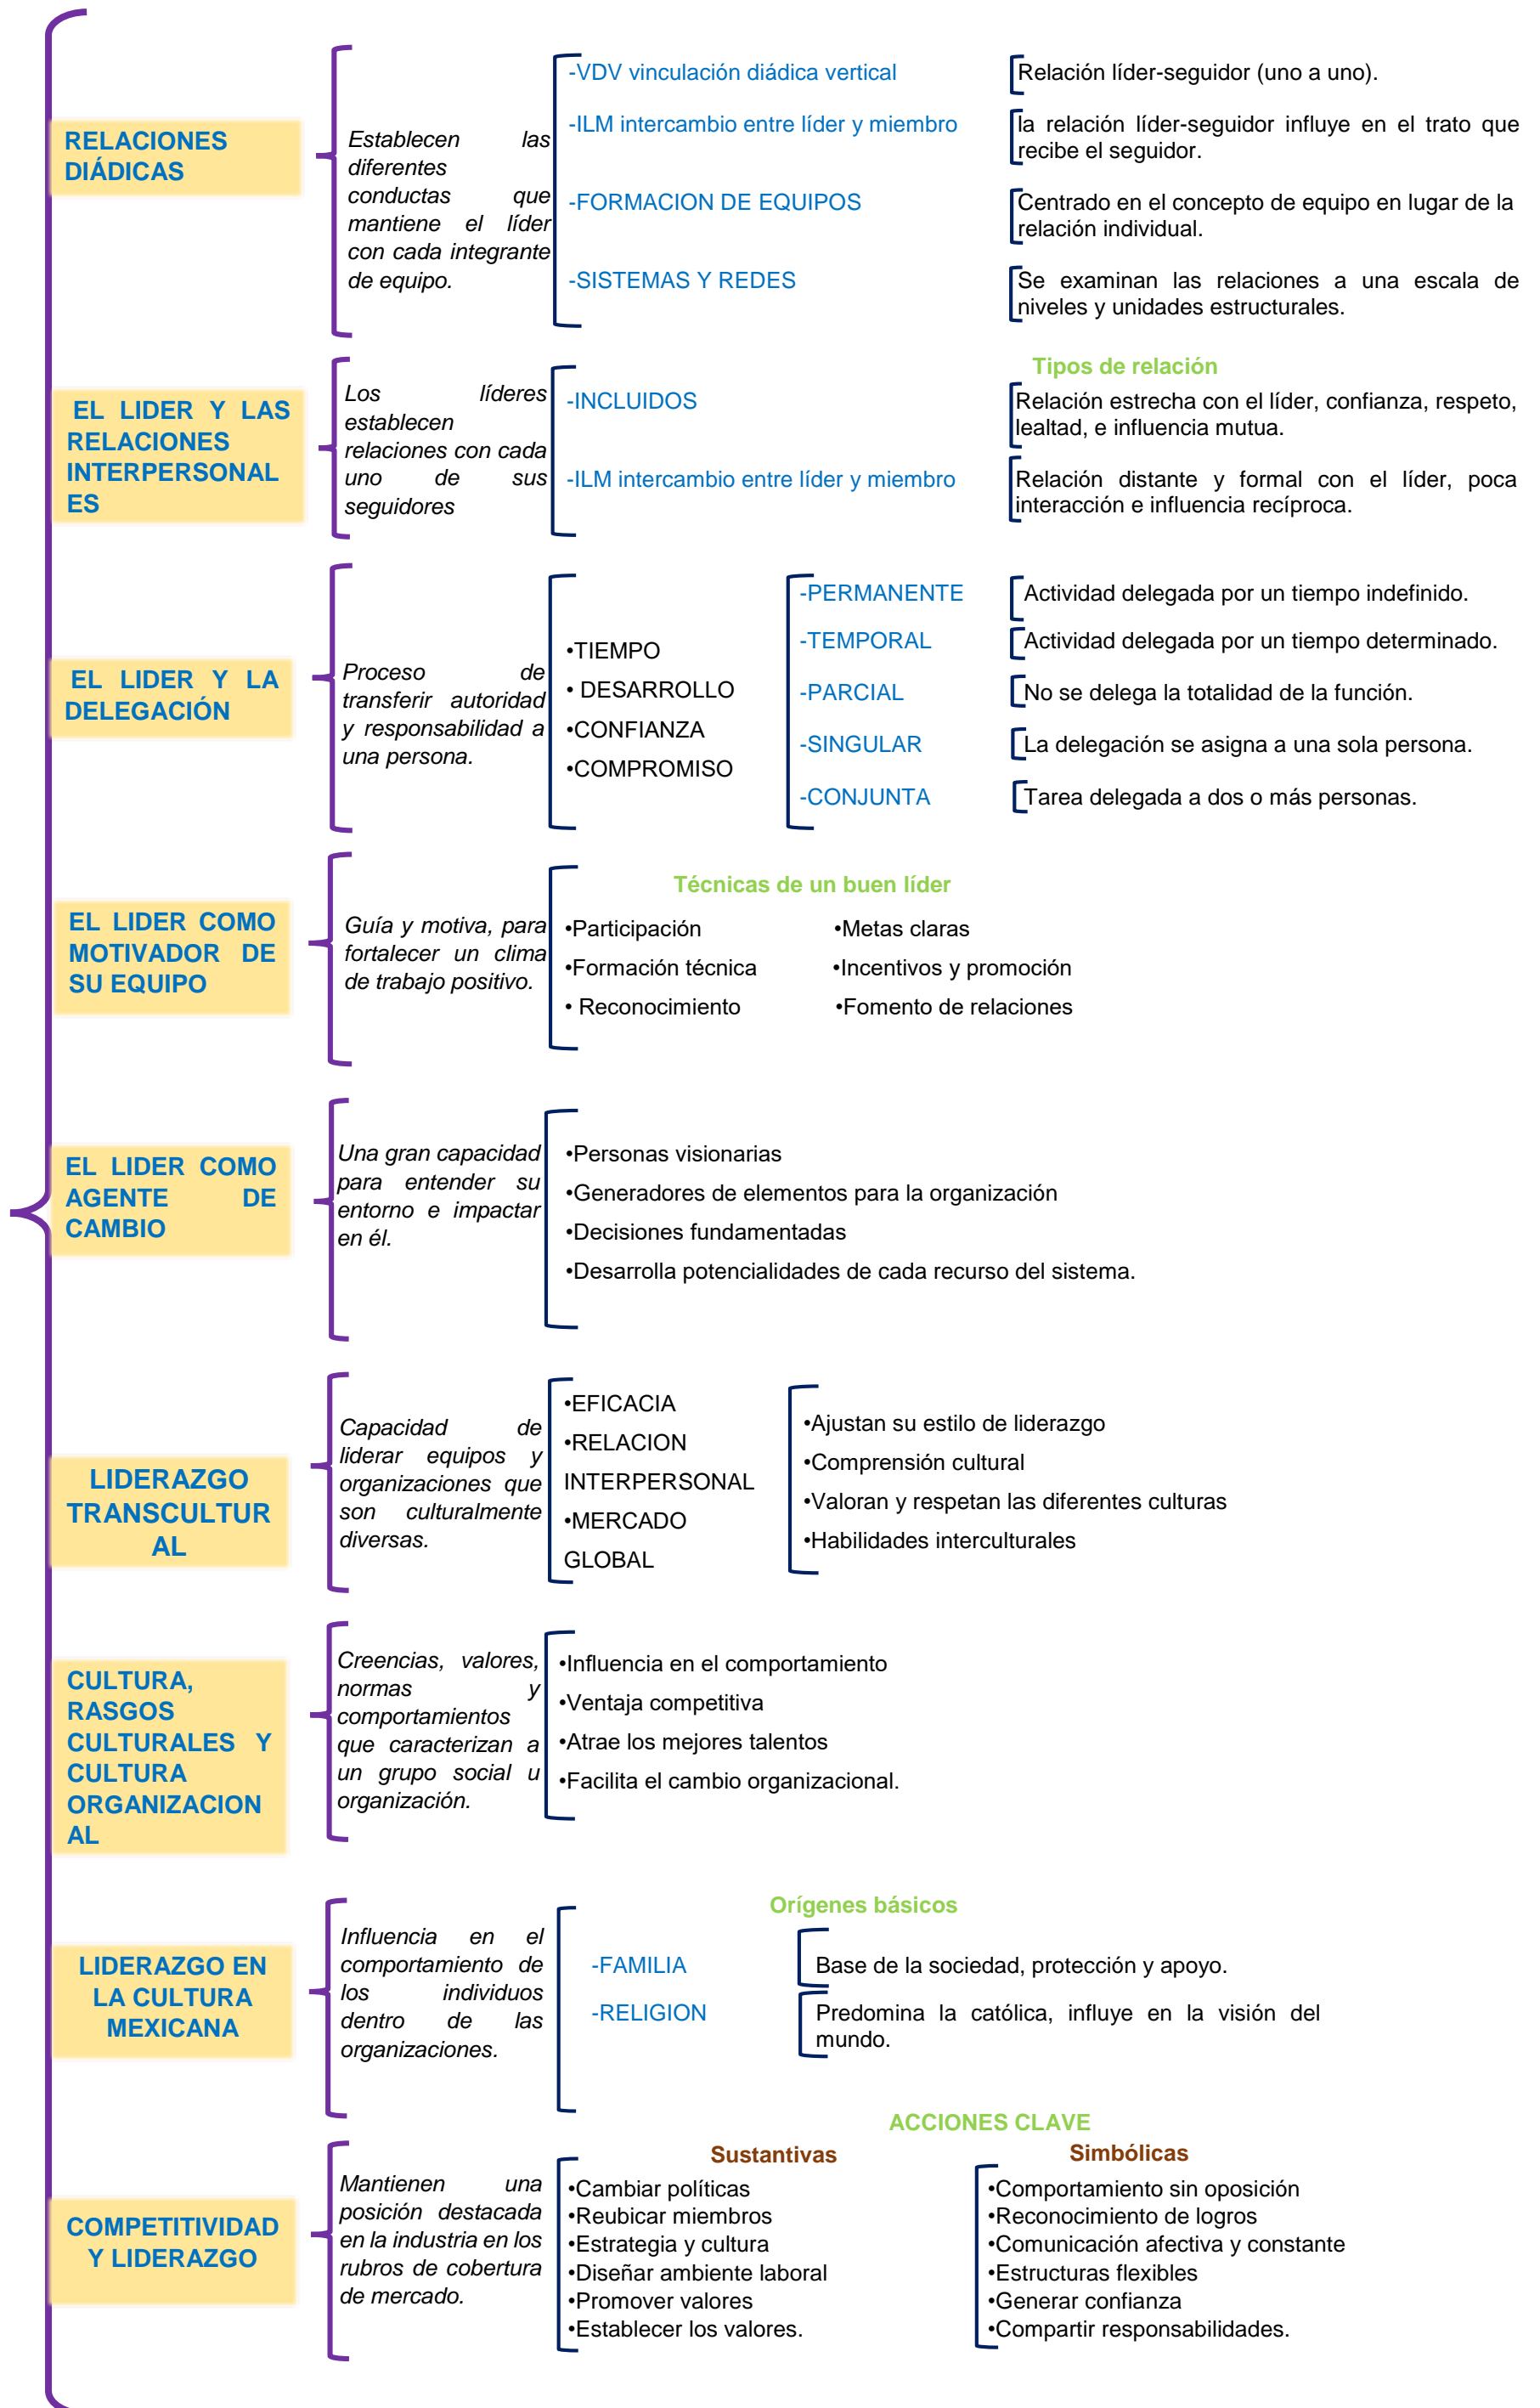 RELACIONES
DIÁDICAS
Establecen las
diferentes
conductas que
mantiene el líder
con cada integrante
de equipo.
-VDV vinculación diádica vertical
Relación líder-seguidor (uno a uno).
-ILM intercambio entre líder y miembro
la relación líder-seguidor influye en el trato que
recibe el seguidor.
-FORMACION DE EQUIPOS
Centrado en el concepto de equipo en lugar de la
relación individual.
-SISTEMAS Y REDES
Se examinan las relaciones a una escala de
niveles y unidades estructurales.
EL LIDER Y LAS
RELACIONES
INTERPERSONAL
ES
Los líderes
establecen
relaciones con cada
uno de sus
seguidores
Tipos de relación
-INCLUIDOS
Relación estrecha con el líder, confianza, respeto,
lealtad, e influencia mutua.
-ILM intercambio entre líder y miembro
Relación distante y formal con el líder, poca
interacción e influencia recíproca.
EL LIDER Y LA
DELEGACIÓN
Proceso de
transferir autoridad
y responsabilidad a
una persona.
•TIEMPO
• DESARROLLO
•CONFIANZA
•COMPROMISO
-PERMANENTE
Actividad delegada por un tiempo indefinido.
-TEMPORAL
Actividad delegada por un tiempo determinado.
-PARCIAL
No se delega la totalidad de la función.
-SINGULAR
La delegación se asigna a una sola persona.
-CONJUNTA
Tarea delegada a dos o más personas.
EL LIDER COMO
MOTIVADOR DE
SU EQUIPO
Guía y motiva, para
fortalecer un clima
de trabajo positivo.
Técnicas de un buen líder
•Participación
•Formación técnica
• Reconocimiento
•Metas claras
•Incentivos y promoción
•Fomento de relaciones
EL LIDER COMO
AGENTE DE
CAMBIO
Una gran capacidad
para entender su
entorno e impactar
en él.
•Personas visionarias
•Generadores de elementos para la organización
•Decisiones fundamentadas
•Desarrolla potencialidades de cada recurso del sistema.
LIDERAZGO
TRANSCULTUR
AL
Capacidad de
liderar equipos y
organizaciones que
son culturalmente
diversas.
•EFICACIA
•RELACION
INTERPERSONAL
•MERCADO
GLOBAL
•Ajustan su estilo de liderazgo
•Comprensión cultural
•Valoran y respetan las diferentes culturas
•Habilidades interculturales
CULTURA,
RASGOS
CULTURALES Y
CULTURA
ORGANIZACION
AL
Creencias, valores,
normas y
comportamientos
que caracterizan a
un grupo social u
organización.
•Influencia en el comportamiento
•Ventaja competitiva
•Atrae los mejores talentos
•Facilita el cambio organizacional.
LIDERAZGO EN
LA CULTURA
MEXICANA
Influencia en el
comportamiento de
los individuos
dentro de las
organizaciones.
Orígenes básicos
-FAMILIA
Base de la sociedad, protección y apoyo.
-RELIGION
Predomina la católica, influye en la visión del
mundo.
COMPETITIVIDAD
Y LIDERAZGO
Mantienen una
posición destacada
en la industria en los
rubros de cobertura
de mercado.
ACCIONES CLAVE
Sustantivas
•Cambiar políticas
•Reubicar miembros
•Estrategia y cultura
•Diseñar ambiente laboral
•Promover valores
•Establecer los valores.
Simbólicas
•Comportamiento sin oposición
•Reconocimiento de logros
•Comunicación afectiva y constante
•Estructuras flexibles
•Generar confianza
•Compartir responsabilidades.